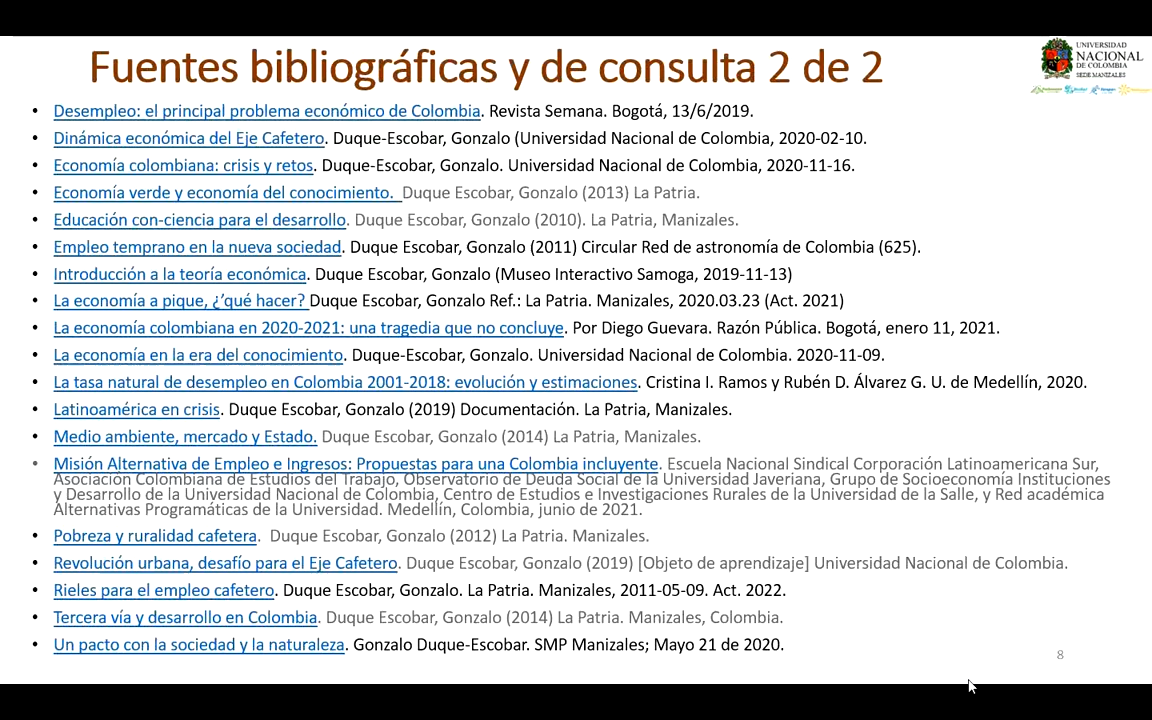 Fuentes bibliográficas y de consulta 2 de 2
UNIVERSIDAD
NACIONAL
DE COLOMBIA
SEDE MANIZALES
• Desempleo: el principal problema económico de Colombia. Revista Semana. Bogotá, 13/6/2019.
• Dinámica económica del Eje Cafetero. Duque-Escobar, Gonzalo (Universidad Nacional de Colombia, 2020-02-10.
• Economía colombiana: crisis y retos. Duque-Escobar, Gonzalo. Universidad Nacional de Colombia, 2020-11-16.
• Economía verde y economía del conocimiento. Duque Escobar, Gonzalo (2013) La Patria.
• Educación con-ciencia para el desarrollo. Duque Escobar, Gonzalo (2010). La Patria, Manizales.
• Empleo temprano en la nueva sociedad. Duque Escobar, Gonzalo (2011) Circular Red de astronomía de Colombia (625).
• Introducción a la teoría económica. Duque Escobar, Gonzalo (Museo Interactivo Samoga, 2019-11-13)
• La economía a pique, ¿'qué hacer? Duque Escobar, Gonzalo Ref.: La Patria. Manizales, 2020.03.23 (Act. 2021)
• La economía colombiana en 2020-2021: una tragedia que no concluye. Por Diego Guevara. Razón Pública. Bogotá, enero 11, 2021.
• La economía en la era del conocimiento. Duque-Escobar, Gonzalo. Universidad Nacional de Colombia. 2020-11-09.
• La tasa natural de desempleo en Colombia 2001-2018: evolución y estimaciones. Cristina I. Ramos y Rubén D. Álvarez G. U. de Medellín, 2020.
• Latinoamérica en crisis. Duque Escobar, Gonzalo (2019) Documentación. La Patria, Manizales.
• Medio ambiente, mercado y Estado. Duque Escobar, Gonzalo (2014) La Patria, Manizales.
• Misión Alternativa de Empleo e Ingresos: Propuestas para una Colombia incluyente. Escuela Nacional Sindical Corporación Latinoamericana Sur,
Asociación Colombiana de Estudios del Trabajo, Observatorio de Deuda Social de la Universidad Javeriana, Grupo de Socioeconomía Instituciones
y Desarrollo de la Universidad Nacional de Colombia, Centro de Estudios e Investigaciones Rurales de la Universidad de la Salle, y Red académica
Alternativas Programáticas de la Universidad. Medellín, Colombia, junio de 2021.
• Pobreza y ruralidad cafetera. Duque Escobar, Gonzalo (2012) La Patria. Manizales.
• Revolución urbana, desafío para el Eje Cafetero. Duque Escobar, Gonzalo (2019) [Objeto de aprendizaje] Universidad Nacional de Colombia.
• Rieles para el empleo cafetero. Duque Escobar, Gonzalo. La Patria. Manizales, 2011-05-09. Act. 2022.
• Tercera vía y desarrollo en Colombia. Duque Escobar, Gonzalo (2014) La Patria. Manizales, Colombia.
• Un pacto con la sociedad y la naturaleza. Gonzalo Duque-Escobar. SMP Manizales; Mayo 21 de 2020.
8